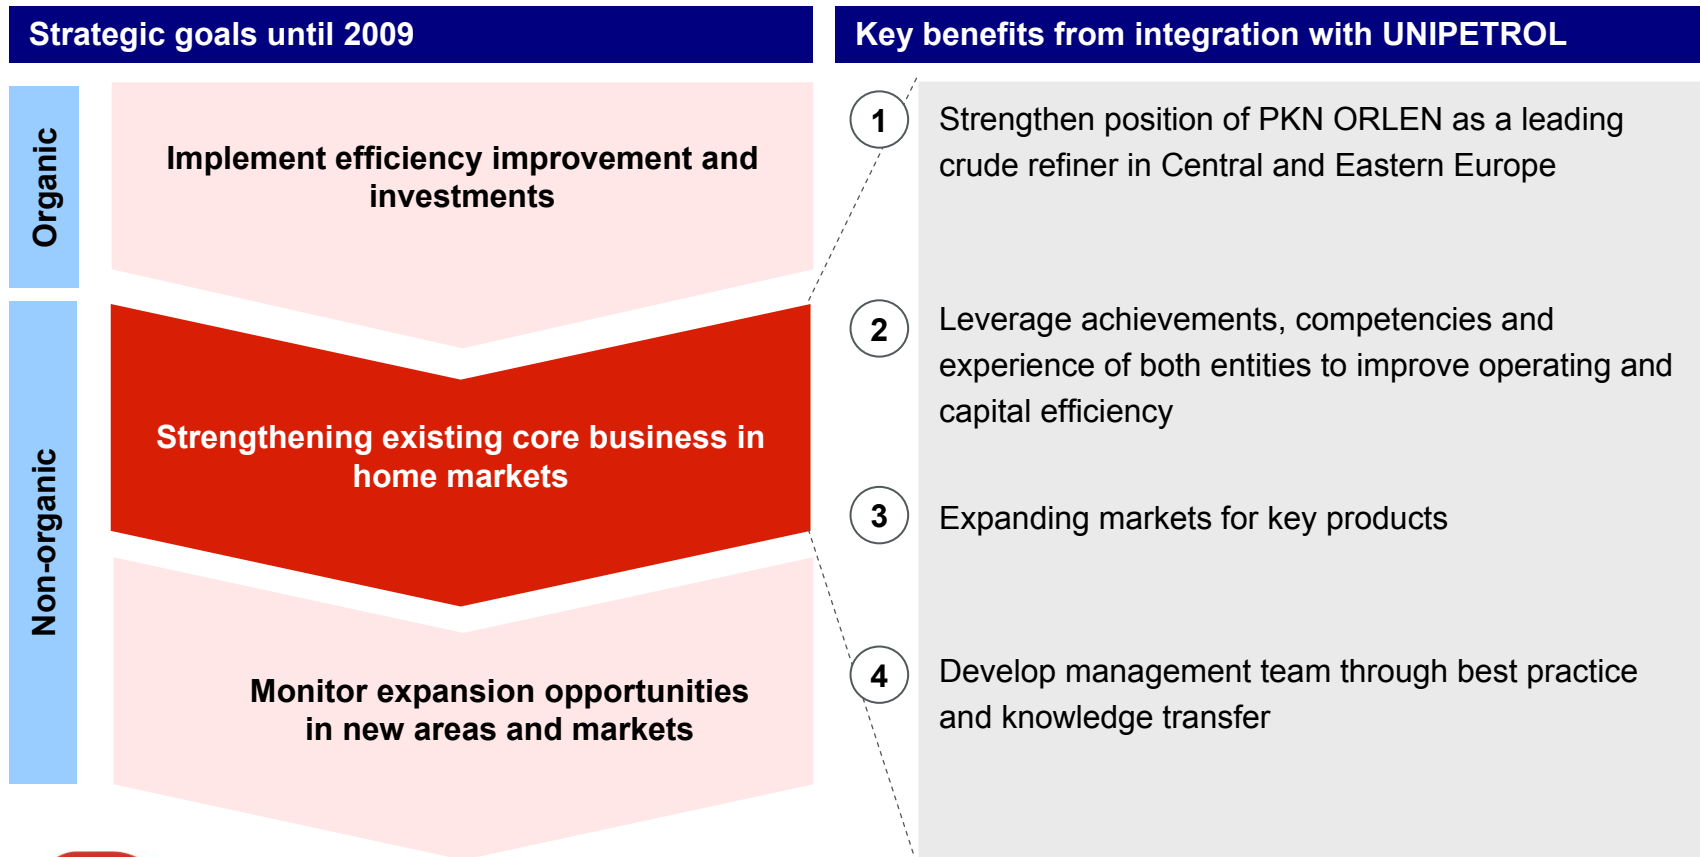 Strategic goals until 2009
Organic
Implement efficiency improvement and
investments
Non-organic
Strengthening existing core business in
home markets
Monitor expansion opportunities
in new areas and markets
Key benefits from integration with UNIPETROL
1
Strengthen position of PKN ORLEN as a leading
crude refiner in Central and Eastern Europe
2
Leverage achievements, competencies and
experience of both entities to improve operating and
capital efficiency
3
Expanding markets for key products
4
Develop management team through best practice
and knowledge transfer